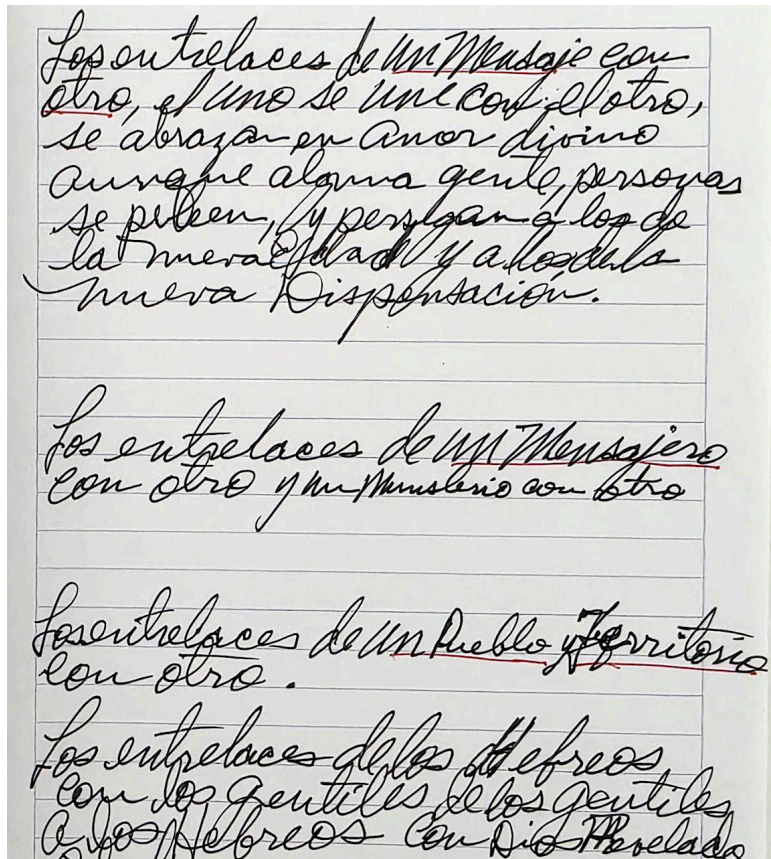 Los entrelaces de un Mensaje con
otro, el uno se une con el otro,
se abrazan en amor divino
aunque alguna gente, personas
se peleen, y persigan a los de
la nueva Edad y a los de la
nueva Dispensación.
Los entrelaces de un Mensajero
con otro y un Ministerio con otro
Los entrelaces de un Pueblo y Territorio
con otro.
Los entrelaces de los Hebreos
con los gentiles de los gentiles
a los Hebreos con Dios